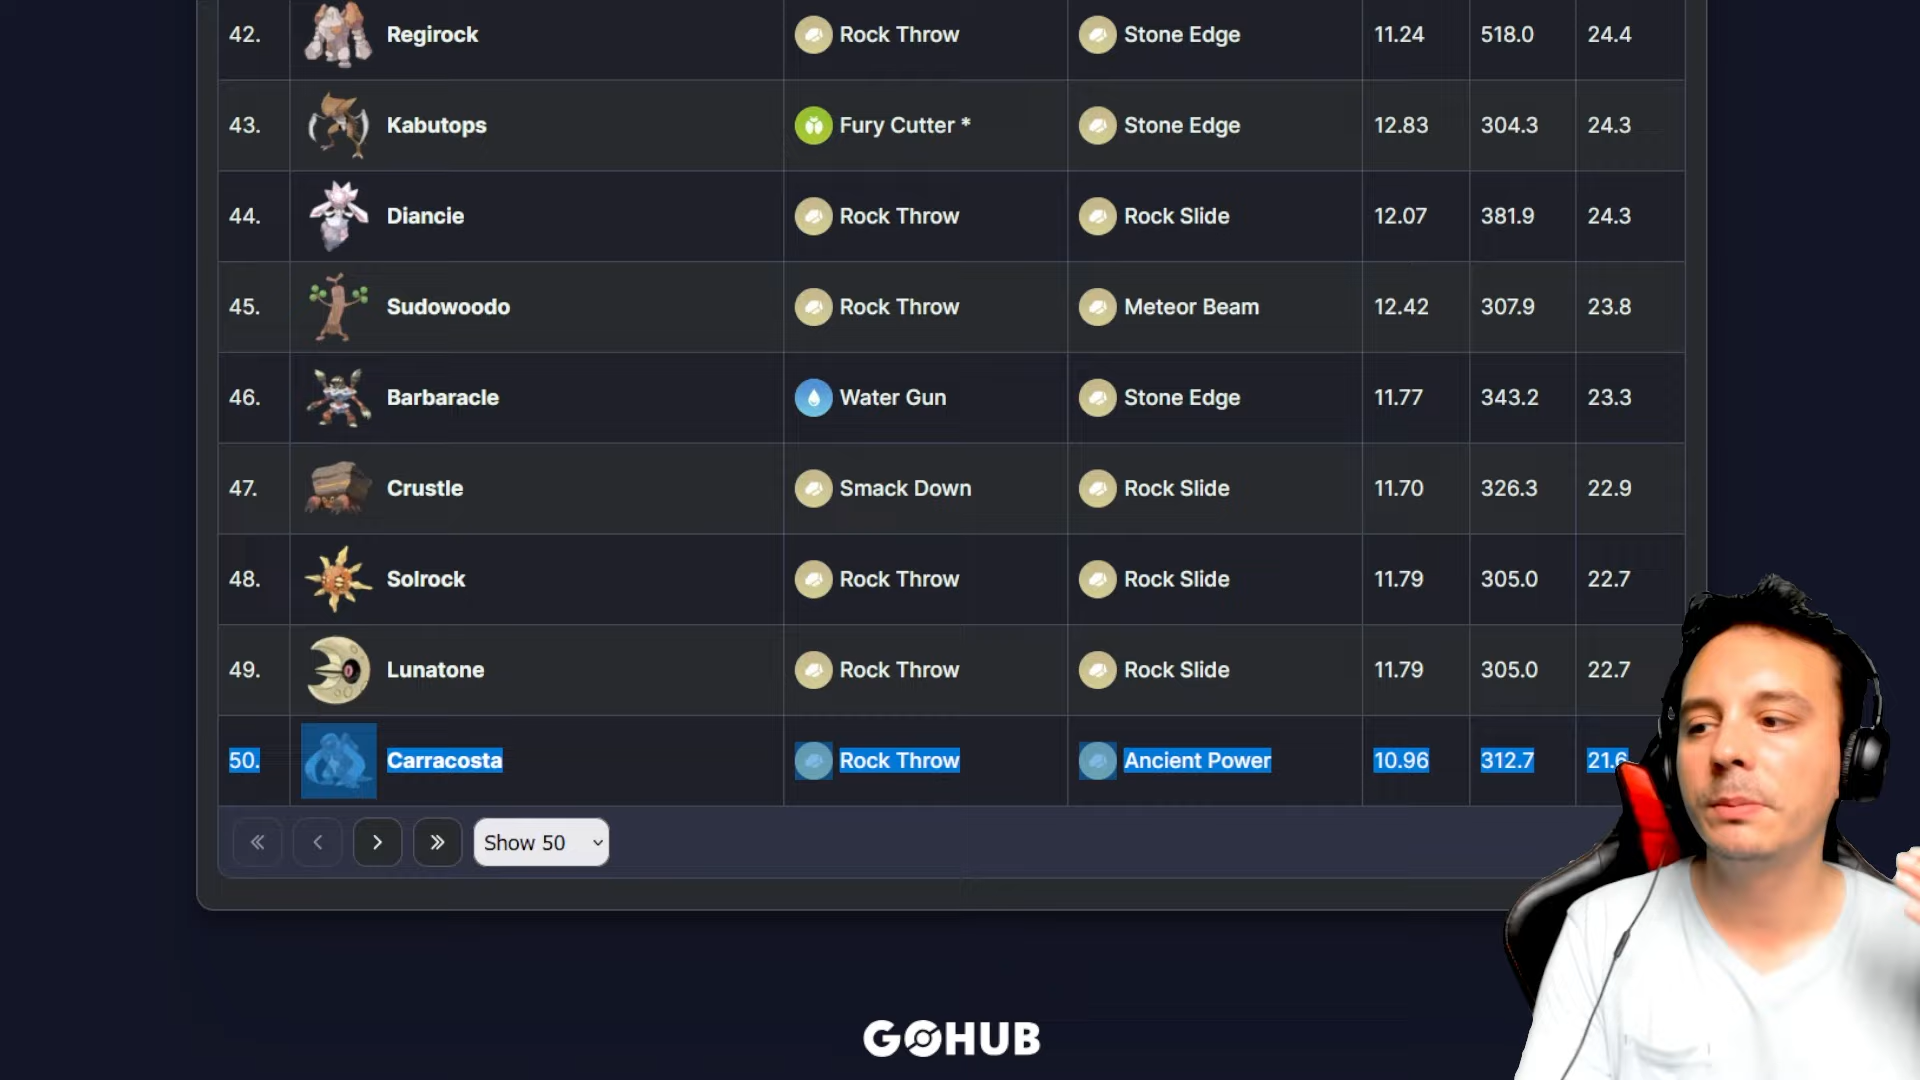 42. Regirock Rock Throw Stone Edge 11.24 518.0 24.4
43. Kabutops Fury Cutter * Stone Edge 12.83 304.3 24.3
44. Diancie Rock Throw Rock Slide 12.07 381.9 24.3
45. Sudowoodo Rock Throw Meteor Beam 12.42 307.9 23.8
46. Barbaracle Water Gun Stone Edge 11.77 343.2 23.3
47. Crustle Smack Down Rock Slide 11.70 326.3 22.9
48. Solrock Rock Throw Rock Slide 11.79 305.0 22.7
49. Lunatone Rock Throw Rock Slide 11.79 305.0 22.7
50. Carracosta Rock Throw Ancient Power 10.96 312.7 21.6
« ‹ › » Show 50
GOHUB